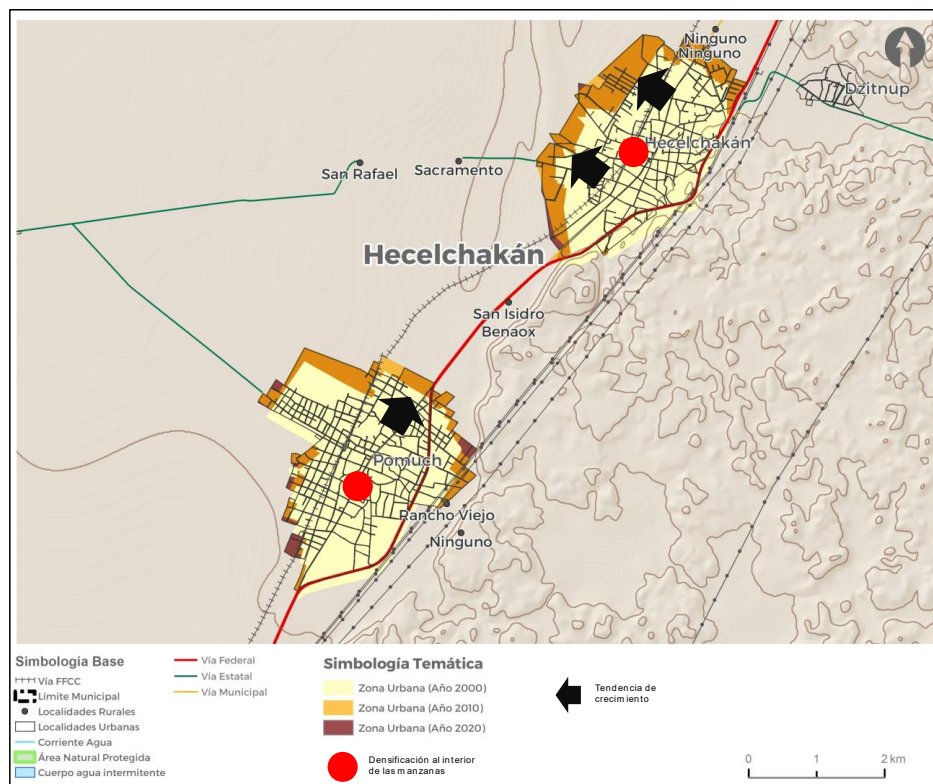 Ninguno
Ninguno
Dzitnup
Hecelchakán
San Rafael
Sacramento
Hecelchakán
San Isidro
Benaox
Pomuch
Rancho Viejo
Ninguno
Simbología Base
Vía FFCC
Límite Municipal
Localidades Rurales
Localidades Urbanas
Corriente Agua
Área Natural Protegida
Cuerpo agua intermitente
Vía Federal
Vía Estatal
Vía Municipal
Simbología Temática
Zona Urbana (Año 2000)
Zona Urbana (Año 2010)
Zona Urbana (Año 2020)
Densificación al interior
de las manzanas
Tendencia de
crecimiento
0 1 2 km